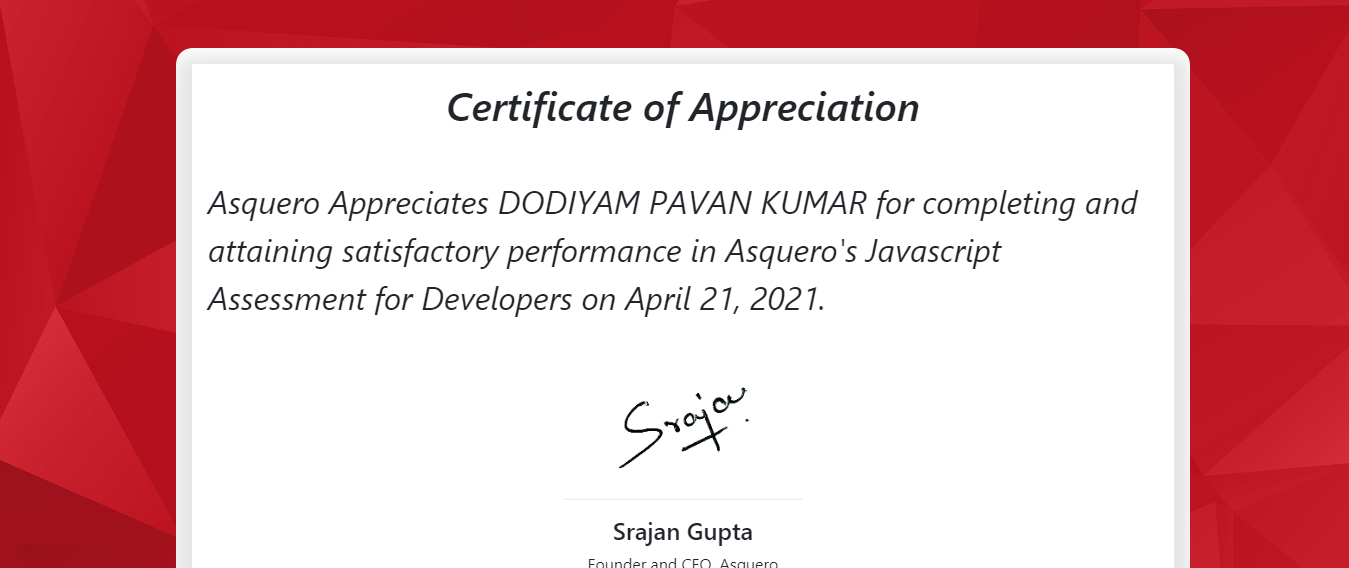 Certificate of Appreciation
Asquero Appreciates DODIYAM PAVAN KUMAR for completing and
attaining satisfactory performance in Asquero's Javascript
Assessment for Developers on April 21, 2021.
Srajan
Srajan Gupta
Founder and CEO, Asquero